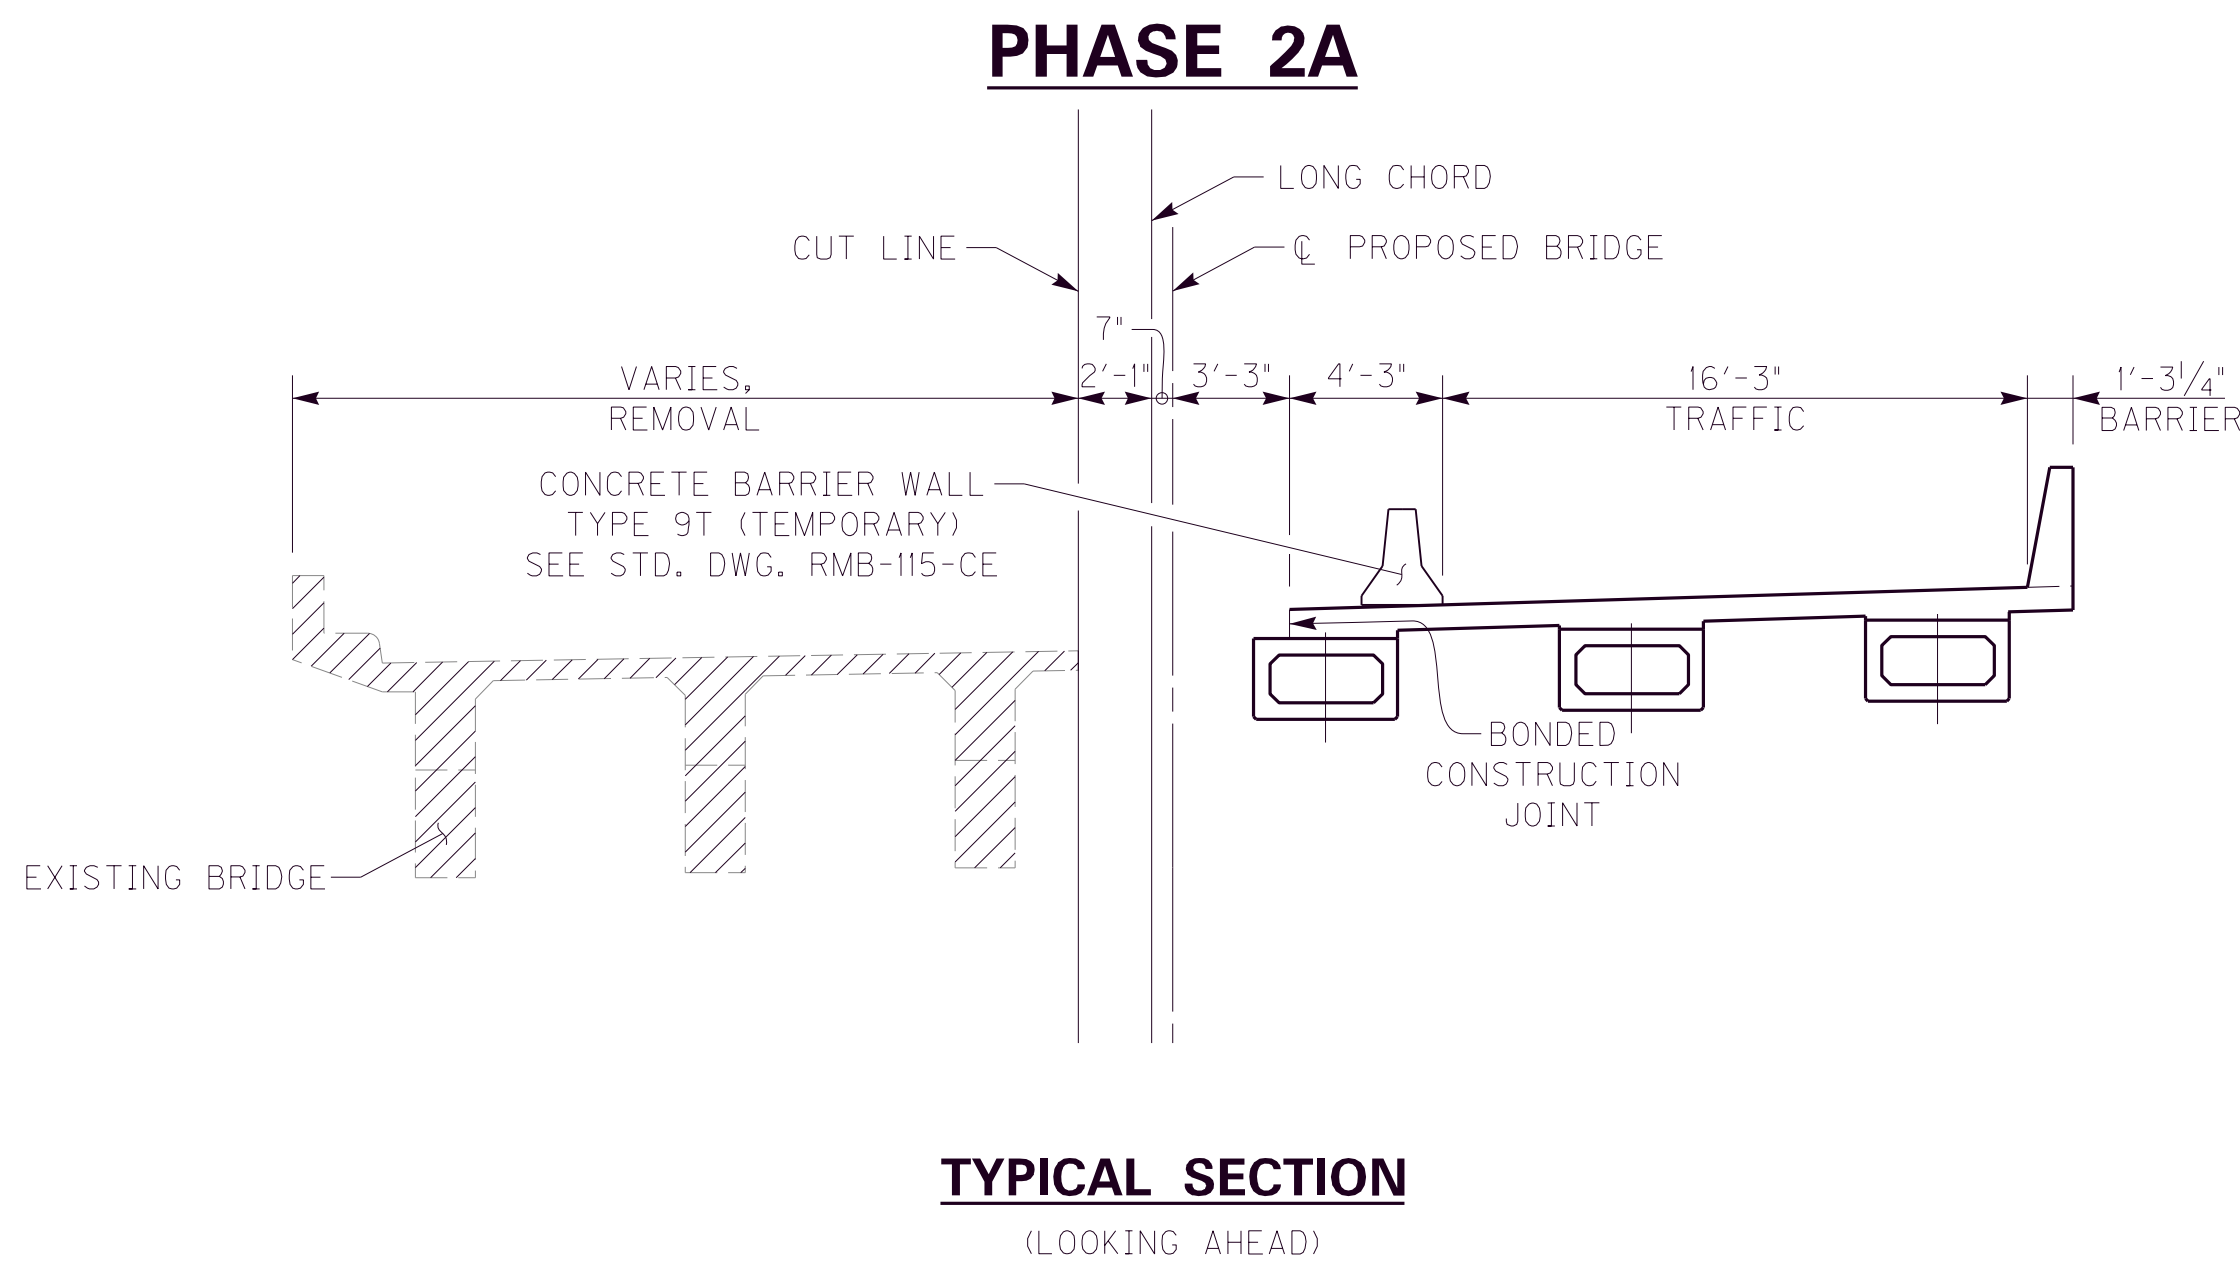 PHASE 2A
LONG CHORD
CUT LINE
℄ PROPOSED BRIDGE
7"
VARIES,
REMOVAL
2'-1"
3'-3"
4'-3"
16'-3"
TRAFFIC
1'-3 1/4"
BARRIER
CONCRETE BARRIER WALL
TYPE 9T (TEMPORARY)
SEE STD. DWG. RMB-115-CE
BONDED
CONSTRUCTION
JOINT
EXISTING BRIDGE
TYPICAL SECTION
(LOOKING AHEAD)